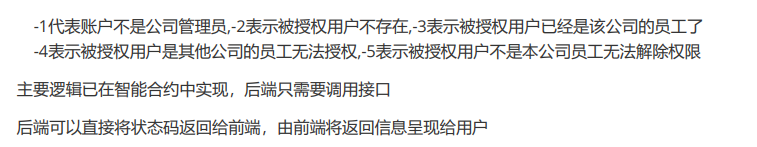 -1代表账户不是公司管理员,-2表示被授权用户不存在,-3表示被授权用户已经是该公司的员工了
-4表示被授权用户是其他公司的员工无法授权,-5表示被授权用户不是本公司员工无法解除权限
主要逻辑已在智能合约中实现，后端只需要调用接口
后端可以直接将状态码返回给前端，由前端将返回信息呈现给用户